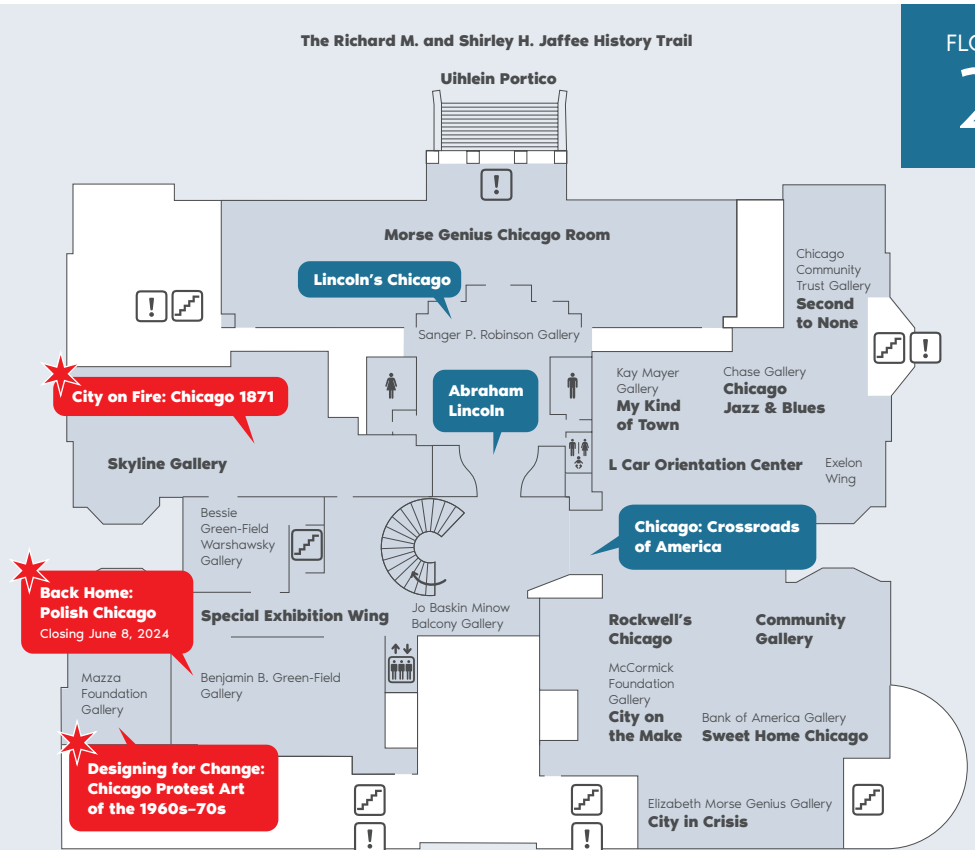 The Richard M. and Shirley H. Jaffee History Trail
Uihlein Portico
!
Morse Genius Chicago Room
Lincoln’s Chicago
Sanger P. Robinson Gallery
Chicago
Community
Trust Gallery
Second
to None
!
!
City on Fire: Chicago 1871
Abraham
Lincoln
Kay Mayer
Gallery
My Kind
of Town
Chase Gallery
Chicago
Jazz & Blues
Skyline Gallery
L Car Orientation Center
Exelon
Wing
Bessie
Green-Field
Warshawsky
Gallery
Chicago: Crossroads
of America
Back Home:
Polish Chicago
Closing June 8, 2024
Special Exhibition Wing
Jo Baskin Minow
Balcony Gallery
Rockwell’s
Chicago
Community
Gallery
Mazza
Foundation
Gallery
Benjamin B. Green-Field
Gallery
McCormick
Foundation
Gallery
City on
the Make
Bank of America Gallery
Sweet Home Chicago
Designing for Change:
Chicago Protest Art
of the 1960s–70s
Elizabeth Morse Genius Gallery
City in Crisis
!
!